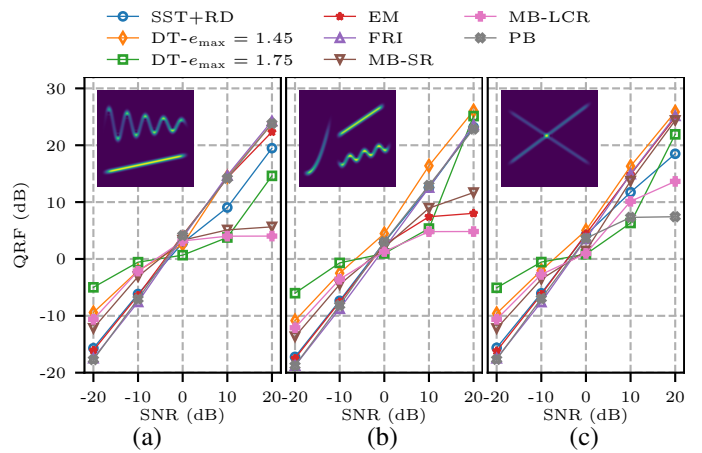 SST+RD EM MB-LCR
DT-e_max = 1.45 FRI PB
DT-e_max = 1.75 MB-SR
QRF (dB)
30
20
10
0
-10
-20
-20 -10 0 10 20 -20 -10 0 10 20 -20 -10 0 10 20
SNR (dB) SNR (dB) SNR (dB)
(a) (b) (c)